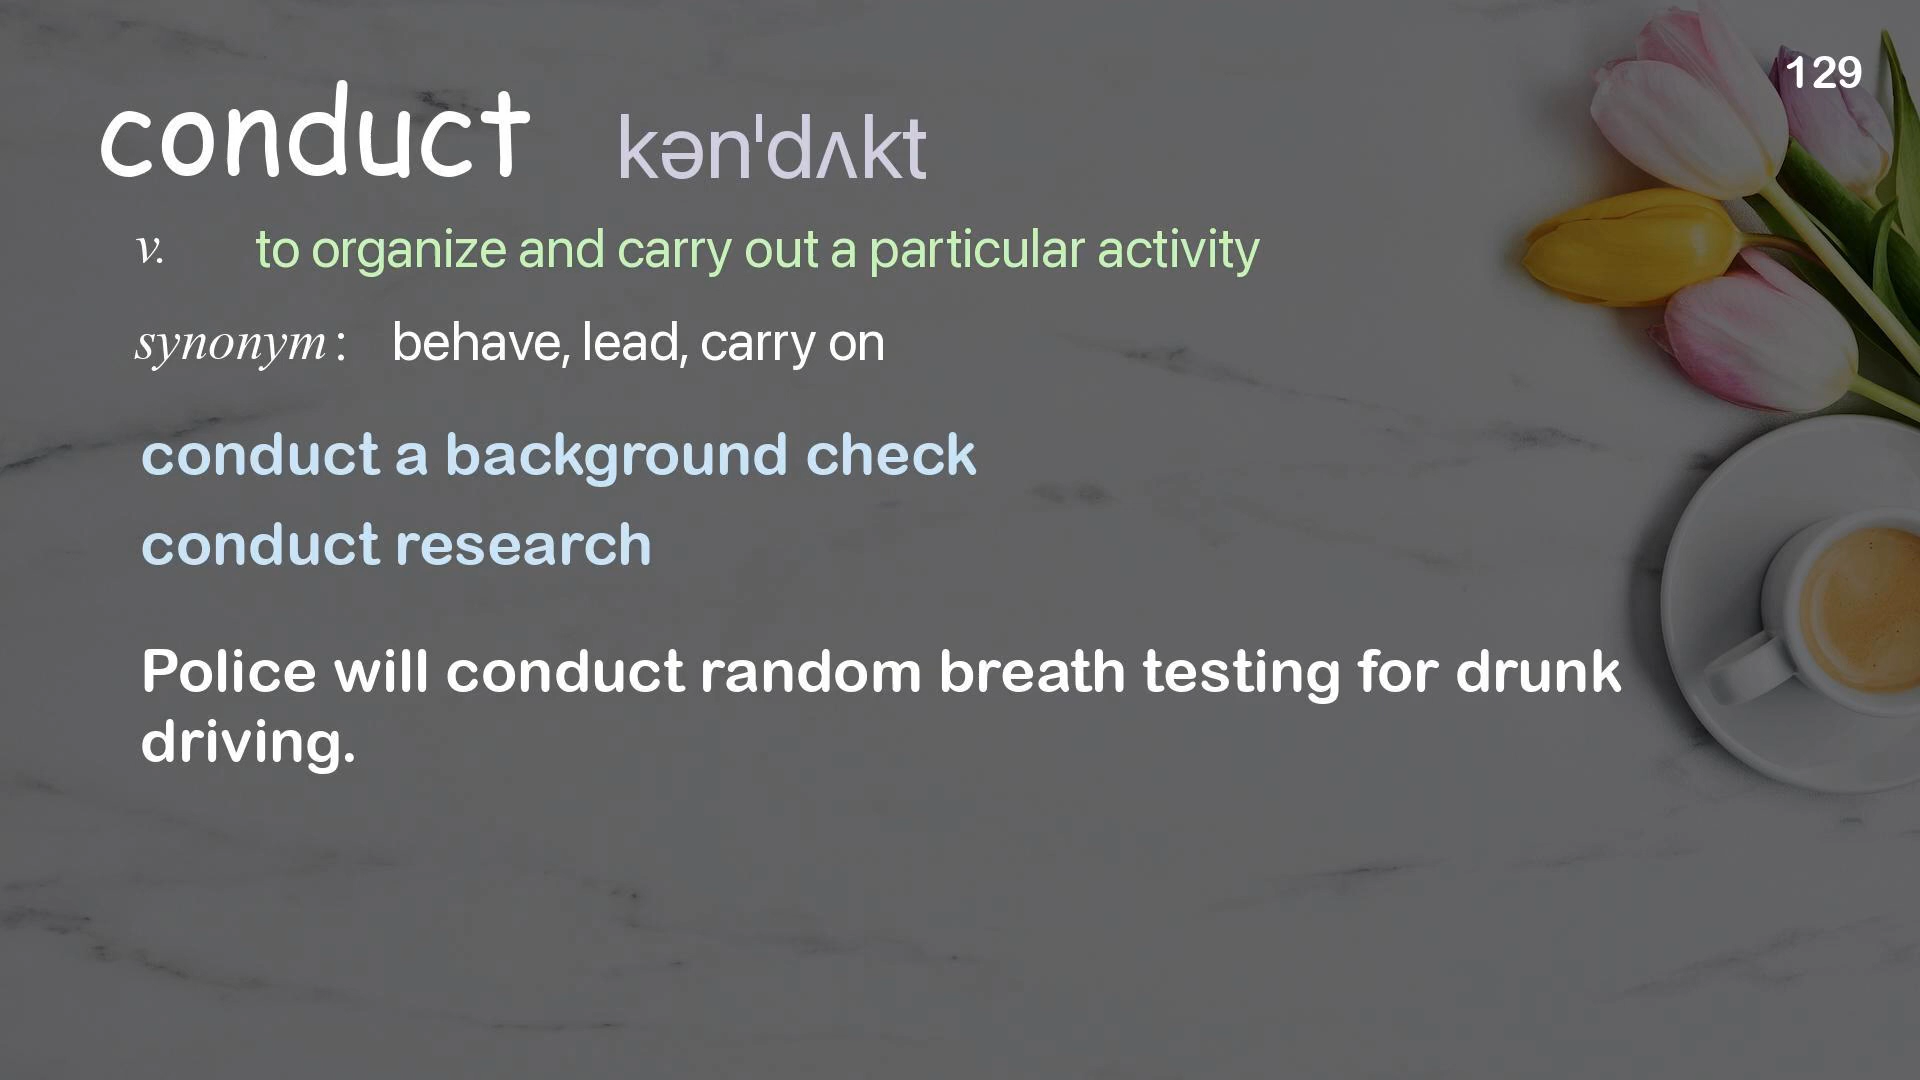 129
conduct kən'dʌkt
v. to organize and carry out a particular activity
synonym: behave, lead, carry on
conduct a background check
conduct research
Police will conduct random breath testing for drunk
driving.